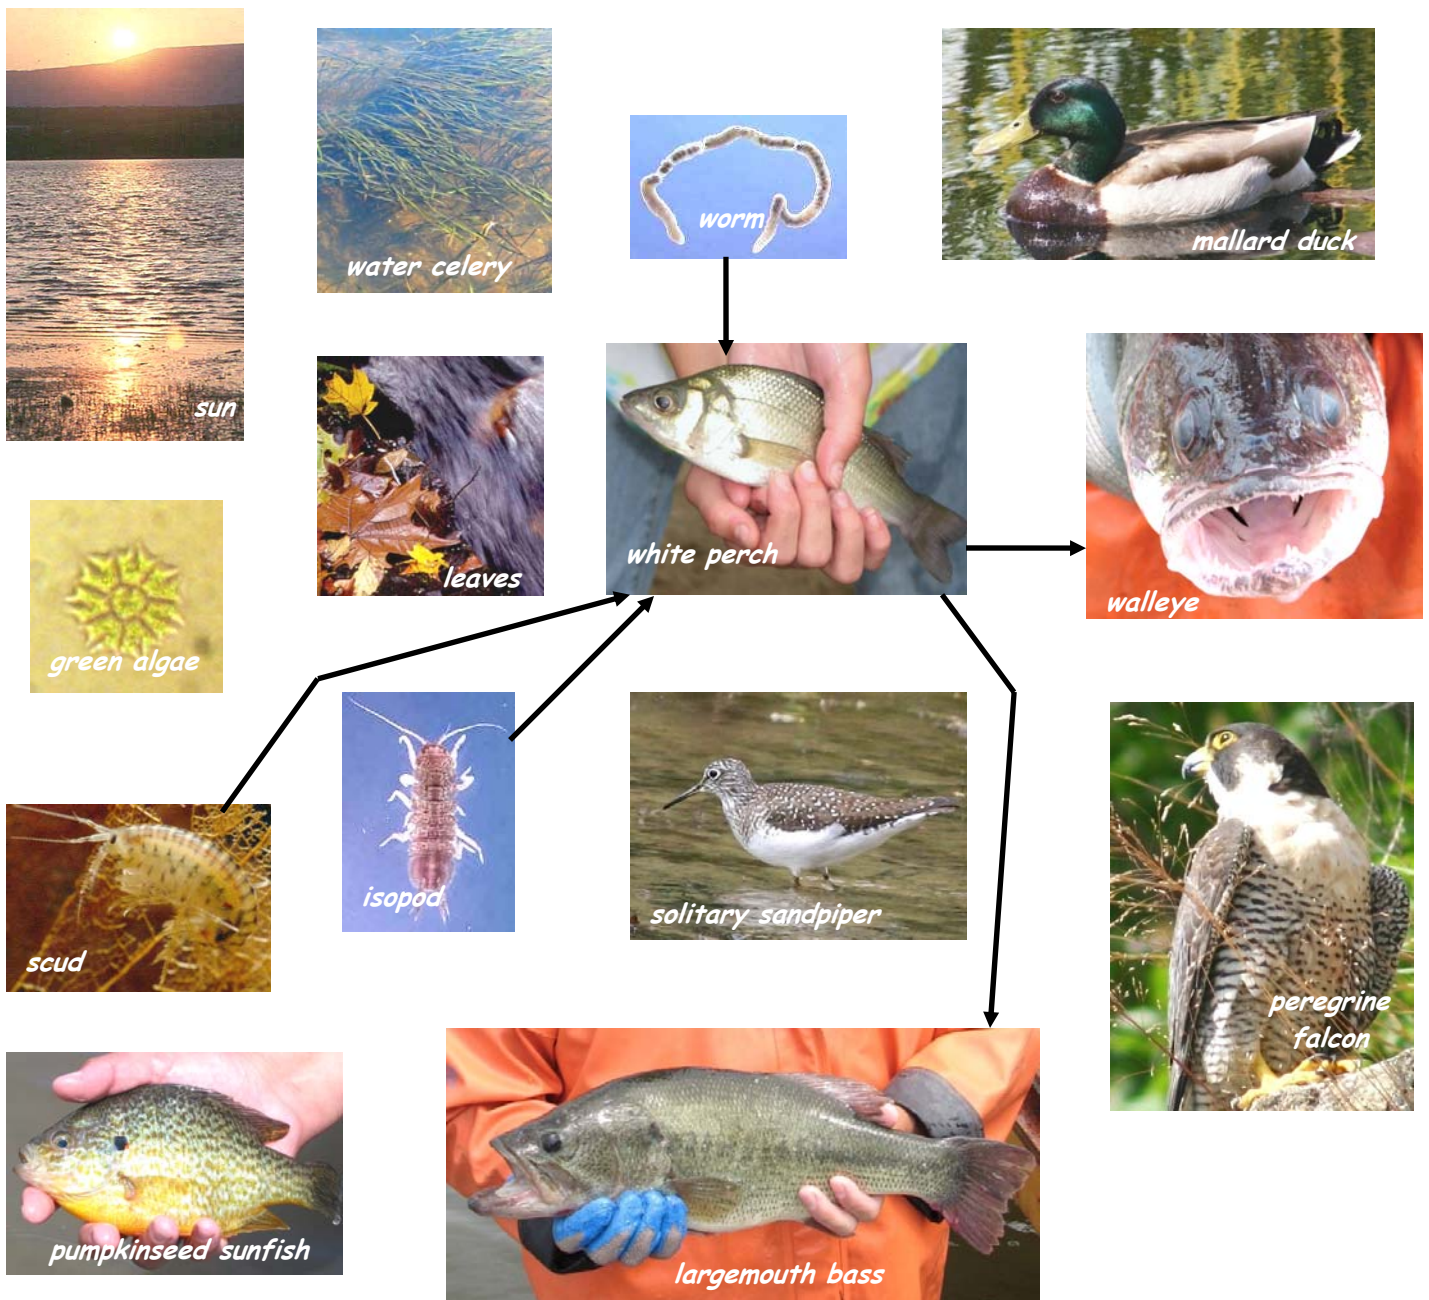 water celery
worm
mallard duck
sun
leaves
white perch
walleye
green algae
isopod
solitary sandpiper
scud
peregrine
falcon
pumpkinseed sunfish
largemouth bass